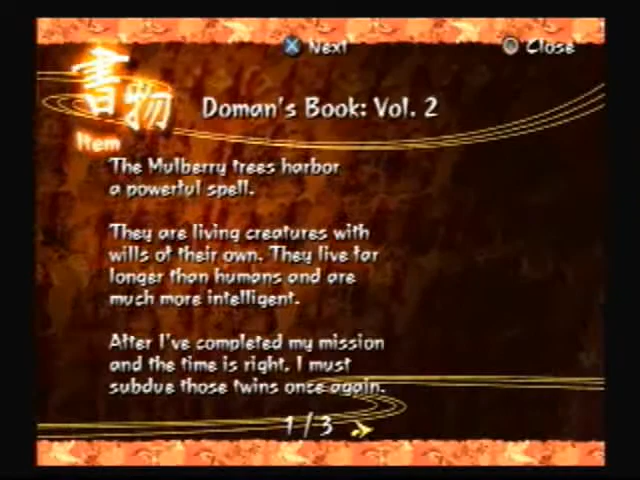 Next
Close
書物
Item
Doman's Book: Vol. 2
The Mulberry trees harbor
a powerful spell.
They are living creatures with
wills of their own. They live far
longer than humans and are
much more intelligent.
After I've completed my mission
and the time is right, I must
subdue those twins once again.
1/3